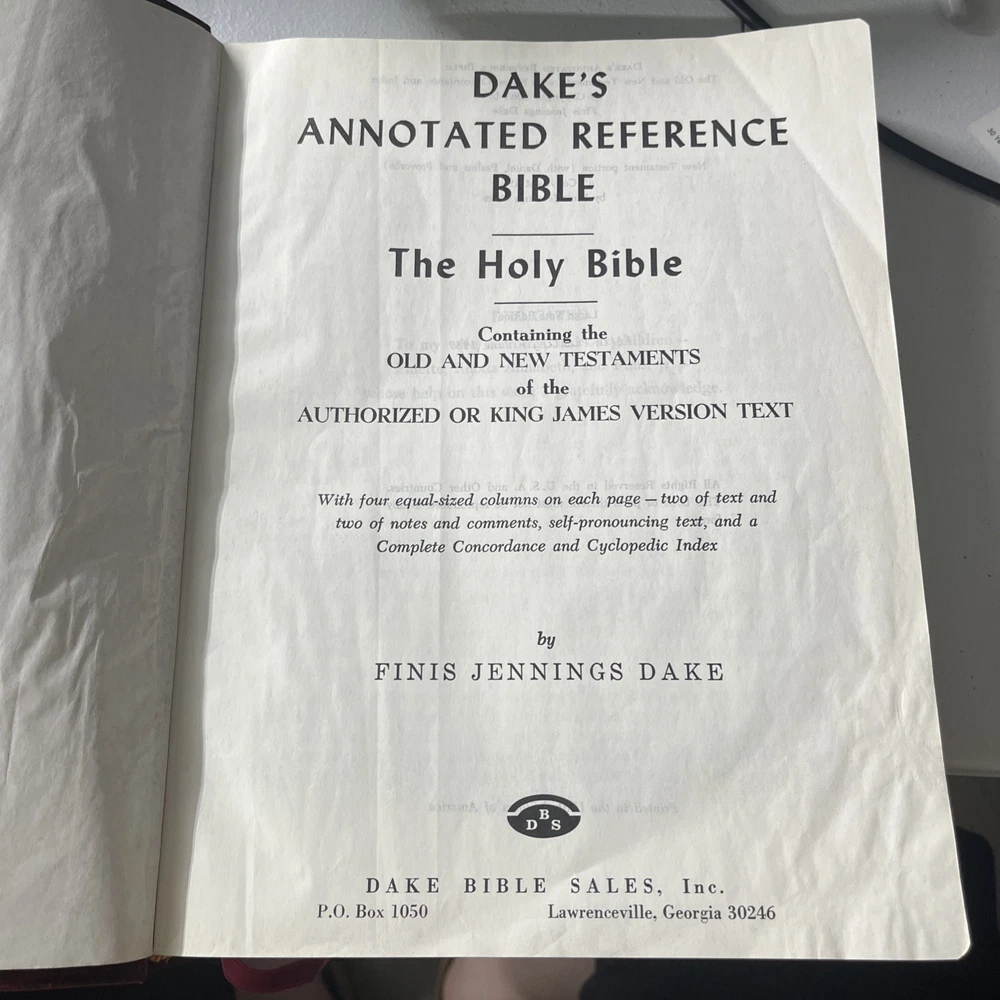 DAKE'S
ANNOTATED REFERENCE
BIBLE
The Holy Bible
Containing the
OLD AND NEW TESTAMENTS
of the
AUTHORIZED OR KING JAMES VERSION TEXT
With four equal-sized columns on each page — two of text and
two of notes and comments, self-pronouncing text, and a
Complete Concordance and Cyclopedic Index
by
FINIS JENNINGS DAKE
D B S
DAKE BIBLE SALES, Inc.
P.O. Box 1050 Lawrenceville, Georgia 30246